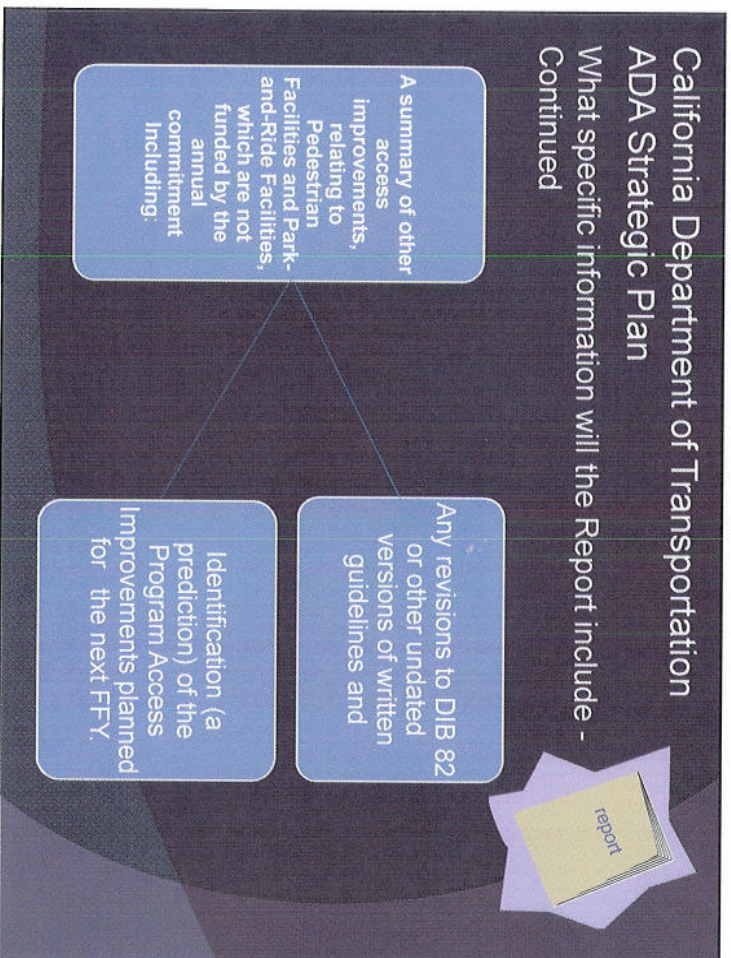 California Department of Transportation
ADA Strategic Plan
What specific information will the Report include -
Continued
report
A summary of other
access
improvements,
relating to
Pedestrian
Facilities and Park-
and-Ride Facilities,
which are not
funded by the
annual
commitment
Including:
Any revisions to DIB 82
or other undated
versions of written
guidelines and
Identification (a
prediction) of the
Program Access
Improvements planned
for the next FFY.